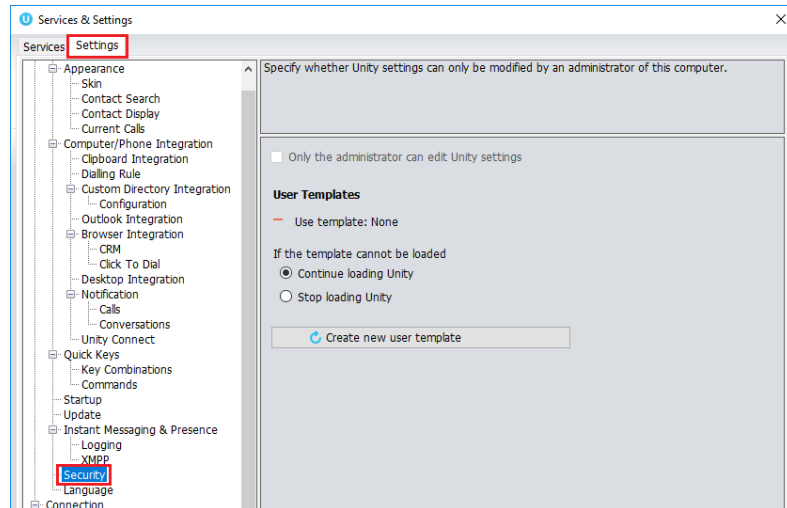 Services & Settings
Services
Settings
Appearance
Skin
Contact Search
Contact Display
Current Calls
Computer/Phone Integration
Clipboard Integration
Dialling Rule
Custom Directory Integration
Configuration
Outlook Integration
Browser Integration
CRM
Click To Dial
Desktop Integration
Notification
Calls
Conversations
Unity Connect
Quick Keys
Key Combinations
Commands
Startup
Update
Instant Messaging & Presence
Logging
XMPP
Security
Language
Connection
Specify whether Unity settings can only be modified by an administrator of this computer.
Only the administrator can edit Unity settings
User Templates
Use template: None
If the template cannot be loaded
Continue loading Unity
Stop loading Unity
Create new user template